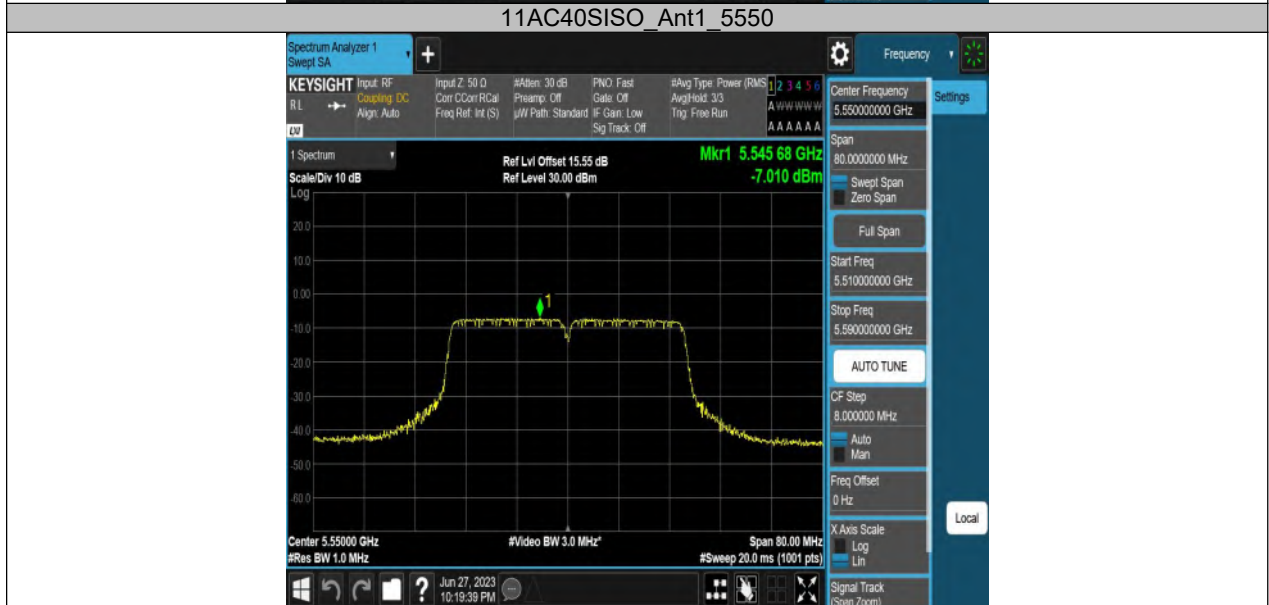 11AC40SISO_Ant1_5550
Spectrum Analyzer 1
Swept SA
+
Frequency
KEYSIGHT
RL
LXI
Input: RF
Coupling: DC
Align: Auto
Input Z: 50 Ω
Corr CCorr RCal
Freq Ref: Int (S)
#Atten: 30 dB
Preamp: Off
µW Path: Standard
PNO: Fast
Gate: Off
IF Gain: Low
Sig Track: Off
#Avg Type: Power (RMS
Avg|Hold: 3/3
Trig: Free Run
1 2 3 4 5 6
A W W W W W
A A A A A A
Center Frequency
5.550000000 GHz
Settings
Span
80.0000000 MHz
Swept Span
Zero Span
Full Span
Start Freq
5.510000000 GHz
Stop Freq
5.590000000 GHz
AUTO TUNE
CF Step
8.000000 MHz
Auto
Man
Freq Offset
0 Hz
X Axis Scale
Log
Lin
Signal Track
(Span Zoom)
Local
1 Spectrum
Scale/Div 10 dB
Log
Ref Lvl Offset 15.55 dB
Ref Level 30.00 dBm
Mkr1 5.545 68 GHz
-7.010 dBm
20.0
10.0
0.00
-10.0
-20.0
-30.0
-40.0
-50.0
-60.0
1
Center 5.55000 GHz
#Res BW 1.0 MHz
#Video BW 3.0 MHz*
Span 80.00 MHz
#Sweep 20.0 ms (1001 pts)
?
Jun 27, 2023
10:19:39 PM